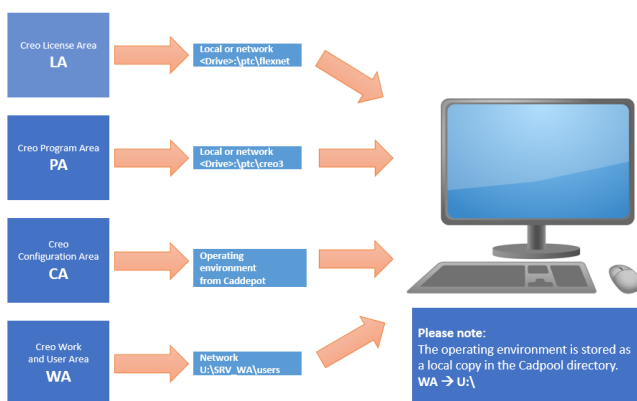 Creo License Area
LA
Local or network
<Drive>:\ptc\flexnet
Creo Program Area
PA
Local or network
<Drive>:\ptc\creo3
Creo
Configuration Area
CA
Operating
environment
from Caddepot
Creo Work
and User Area
WA
Network
U:\SRV_WA\users
Please note:
The operating environment is stored as
a local copy in the Cadpool directory.
WA → U:\